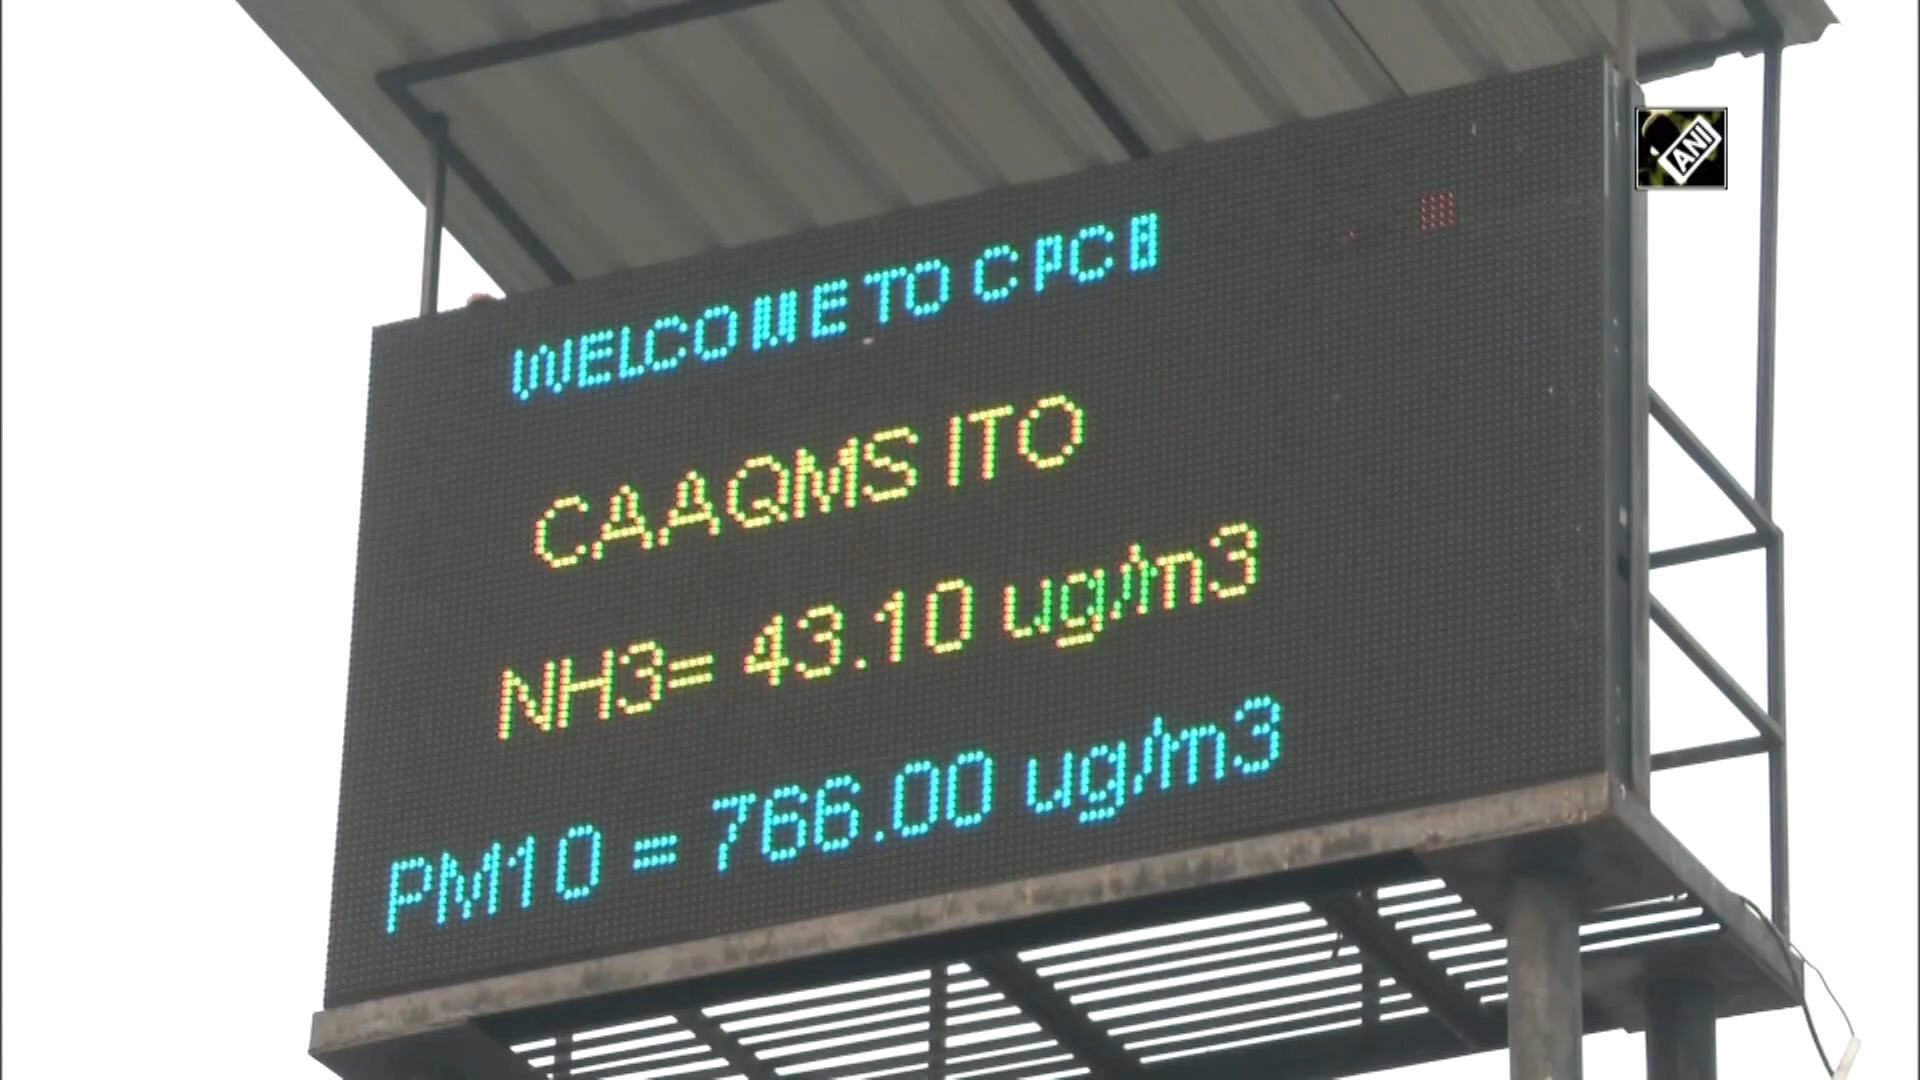 WELCOME TO CPCB
CAAQMS ITO
NH3= 43.10 ug/m3
PM10 = 766.00 ug/m3
ANI